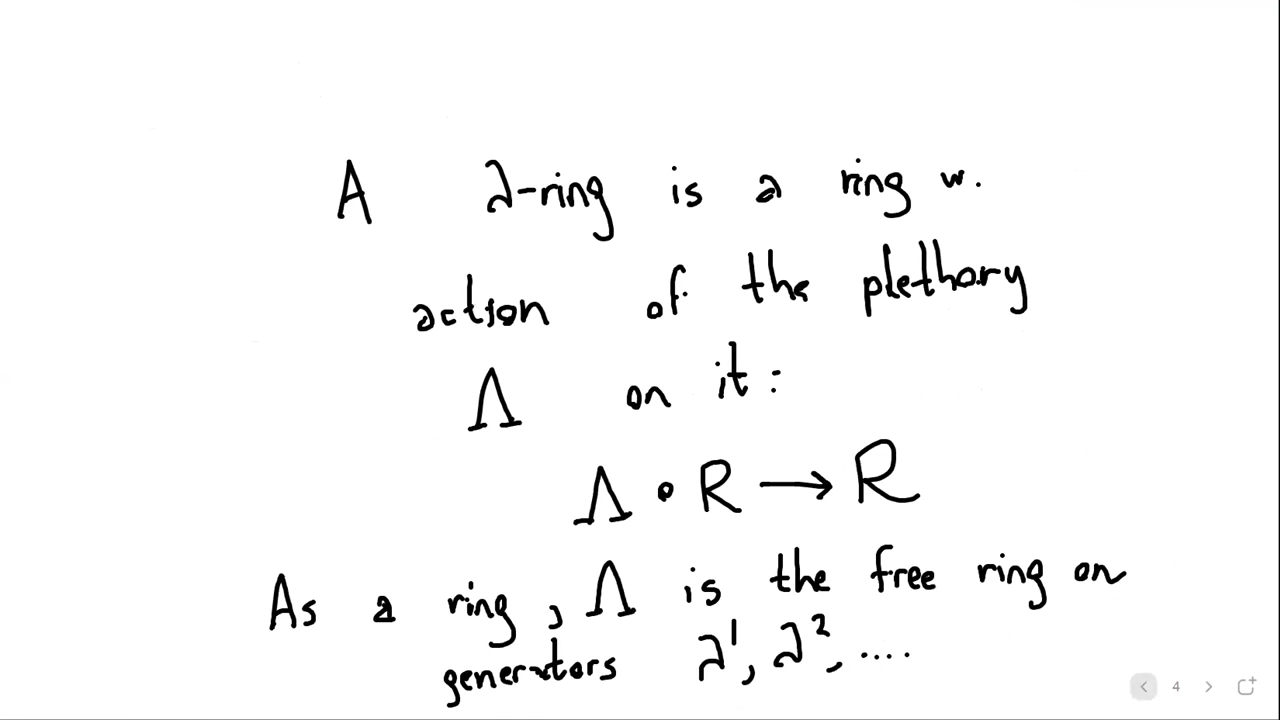 A λ-ring is a ring w.
action of the plethory
Λ on it:
Λ ∘ R ⟶ R
As a ring, Λ is the free ring on
generators λ¹, λ², ....
4